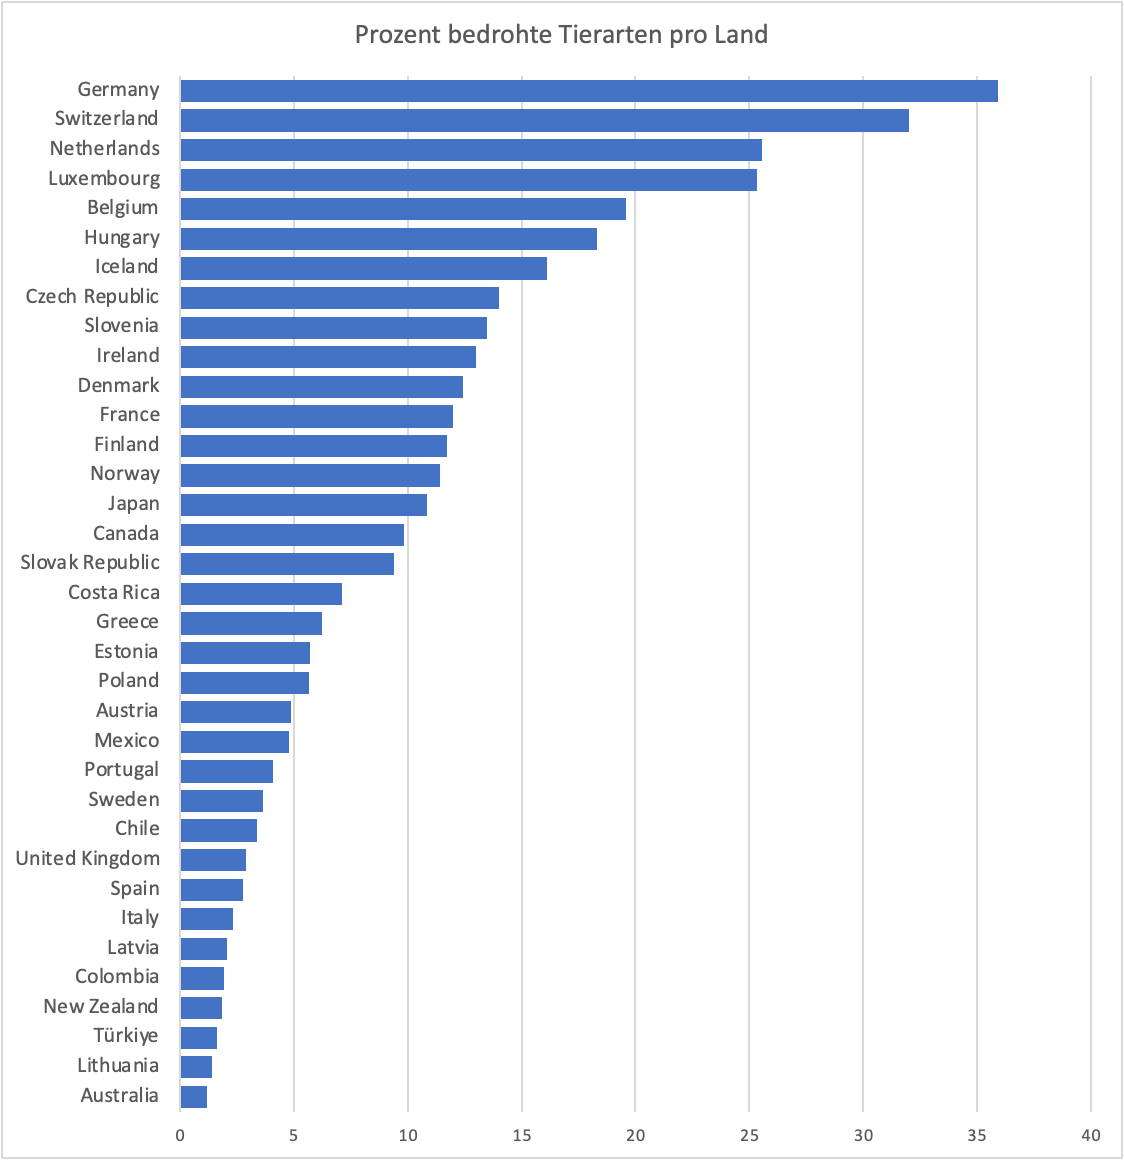 Prozent bedrohte Tierarten pro Land
Germany
Switzerland
Netherlands
Luxembourg
Belgium
Hungary
Iceland
Czech Republic
Slovenia
Ireland
Denmark
France
Finland
Norway
Japan
Canada
Slovak Republic
Costa Rica
Greece
Estonia
Poland
Austria
Mexico
Portugal
Sweden
Chile
United Kingdom
Spain
Italy
Latvia
Colombia
New Zealand
Türkiye
Lithuania
Australia
0 5 10 15 20 25 30 35 40